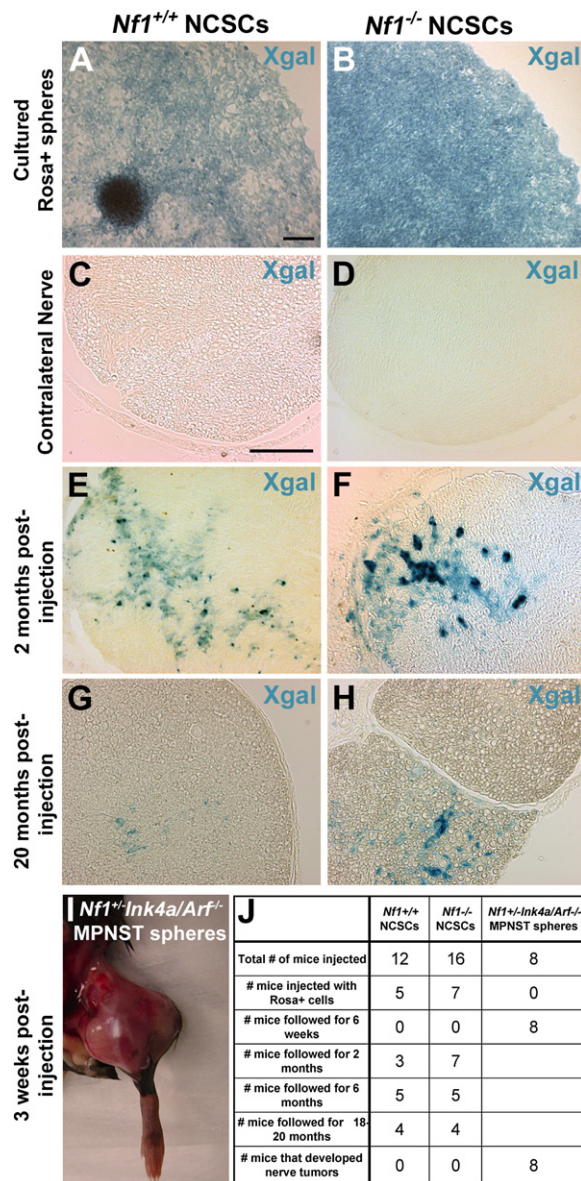 Nf1+/+ NCSCs
Nf1-/- NCSCs
Cultured
Rosa+ spheres
A
Xgal
B
Xgal
Contralateral Nerve
C
Xgal
D
Xgal
2 months post-
injection
E
Xgal
F
Xgal
20 months post-
injection
G
Xgal
H
Xgal
3 weeks post-
injection
I Nf1+/-Ink4a/Arf-/-
MPNST spheres
J
Nf1+/+
NCSCs
Nf1-/-
NCSCs
Nf1+/-Ink4a/Arf-/-
MPNST spheres
Total # of mice injected
12
16
8
# mice injected with
Rosa+ cells
5
7
0
# mice followed for 6
weeks
0
0
8
# mice followed for 2
months
3
7
# mice followed for 6
months
5
5
# mice followed for 18-
20 months
4
4
# mice that developed
nerve tumors
0
0
8